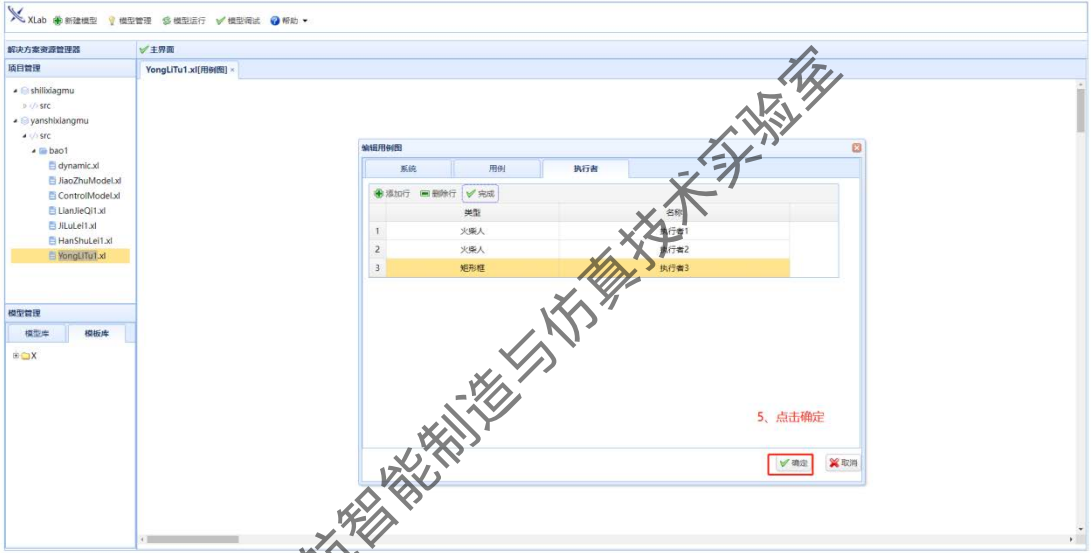 XLab 新建模型 模型管理 模型运行 模型调试 帮助
解决方案资源管理器
主界面
项目管理
YongLiTu1.xl[用例图] ×
shilixiagmu
src
yanshixiangmu
src
bao1
dynamic.xl
JiaoZhuModel.xl
ControlModel.xl
LianJieQi1.xl
JiLuLei1.xl
HanShuLei1.xl
YongLiTu1.xl
模型管理
模型库 模板库
X
编辑用例图
系统 用例 执行者
添加行 删除行 完成
类型 名称
1 火柴人 执行者1
2 火柴人 执行者2
3 矩形框 执行者3
5、点击确定
确定 取消
航智能制造与仿真技术实验室